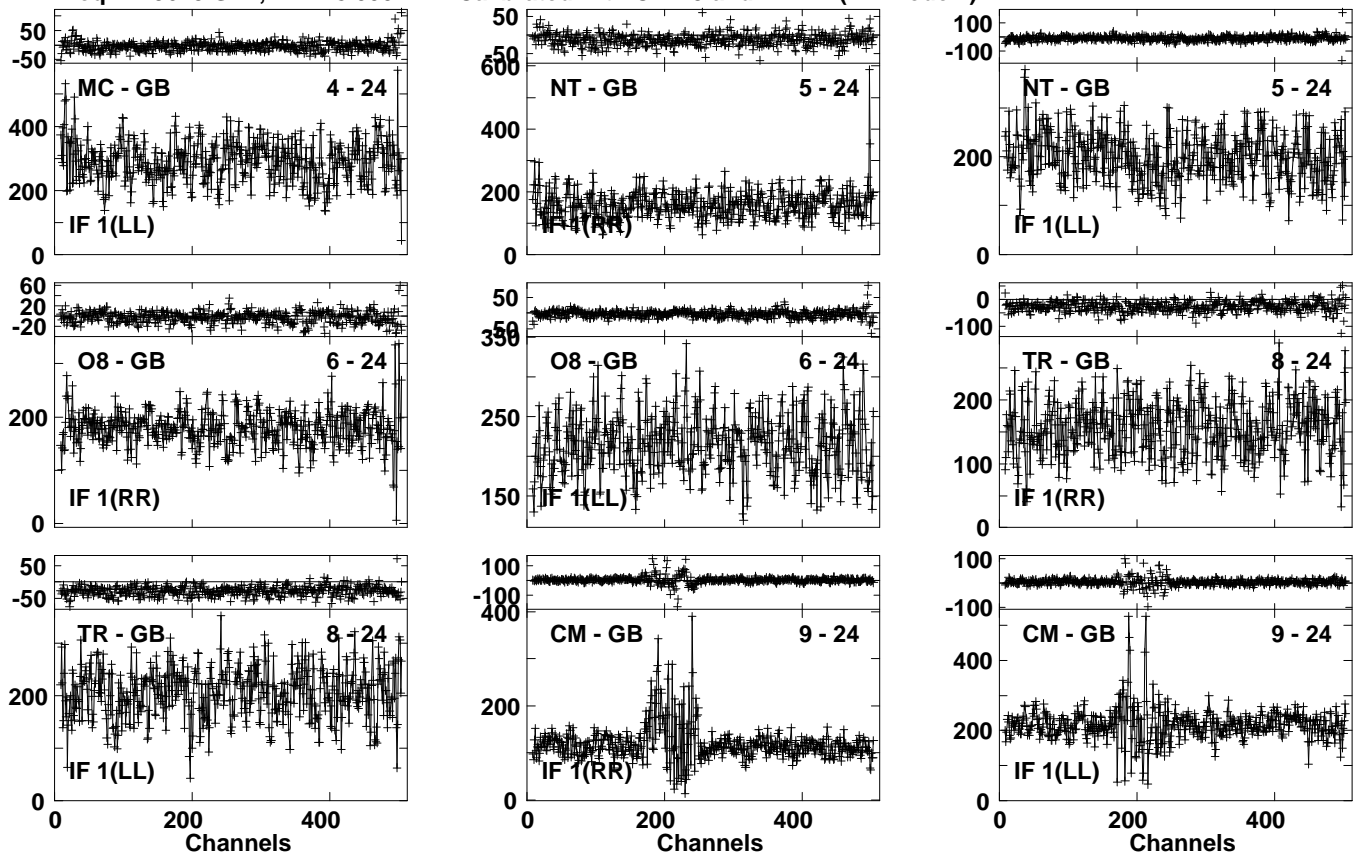 50
-50
MC - GB 4 - 24
400
200
0
IF 1(LL)
50
-50
600
NT - GB 5 - 24
400
200
0
IF 1(RR)
100
-100
NT - GB 5 - 24
200
0
IF 1(LL)
60
20
-20
O8 - GB 6 - 24
200
0
IF 1(RR)
50
-50
350
O8 - GB 6 - 24
250
150
IF 1(LL)
0
-100
TR - GB 8 - 24
200
100
0
IF 1(RR)
50
-50
TR - GB 8 - 24
200
0
IF 1(LL)
0 200 400
Channels
100
-100
400
CM - GB 9 - 24
200
0
IF 1(RR)
0 200 400
Channels
100
-100
CM - GB 9 - 24
400
200
0
IF 1(LL)
0 200 400
Channels